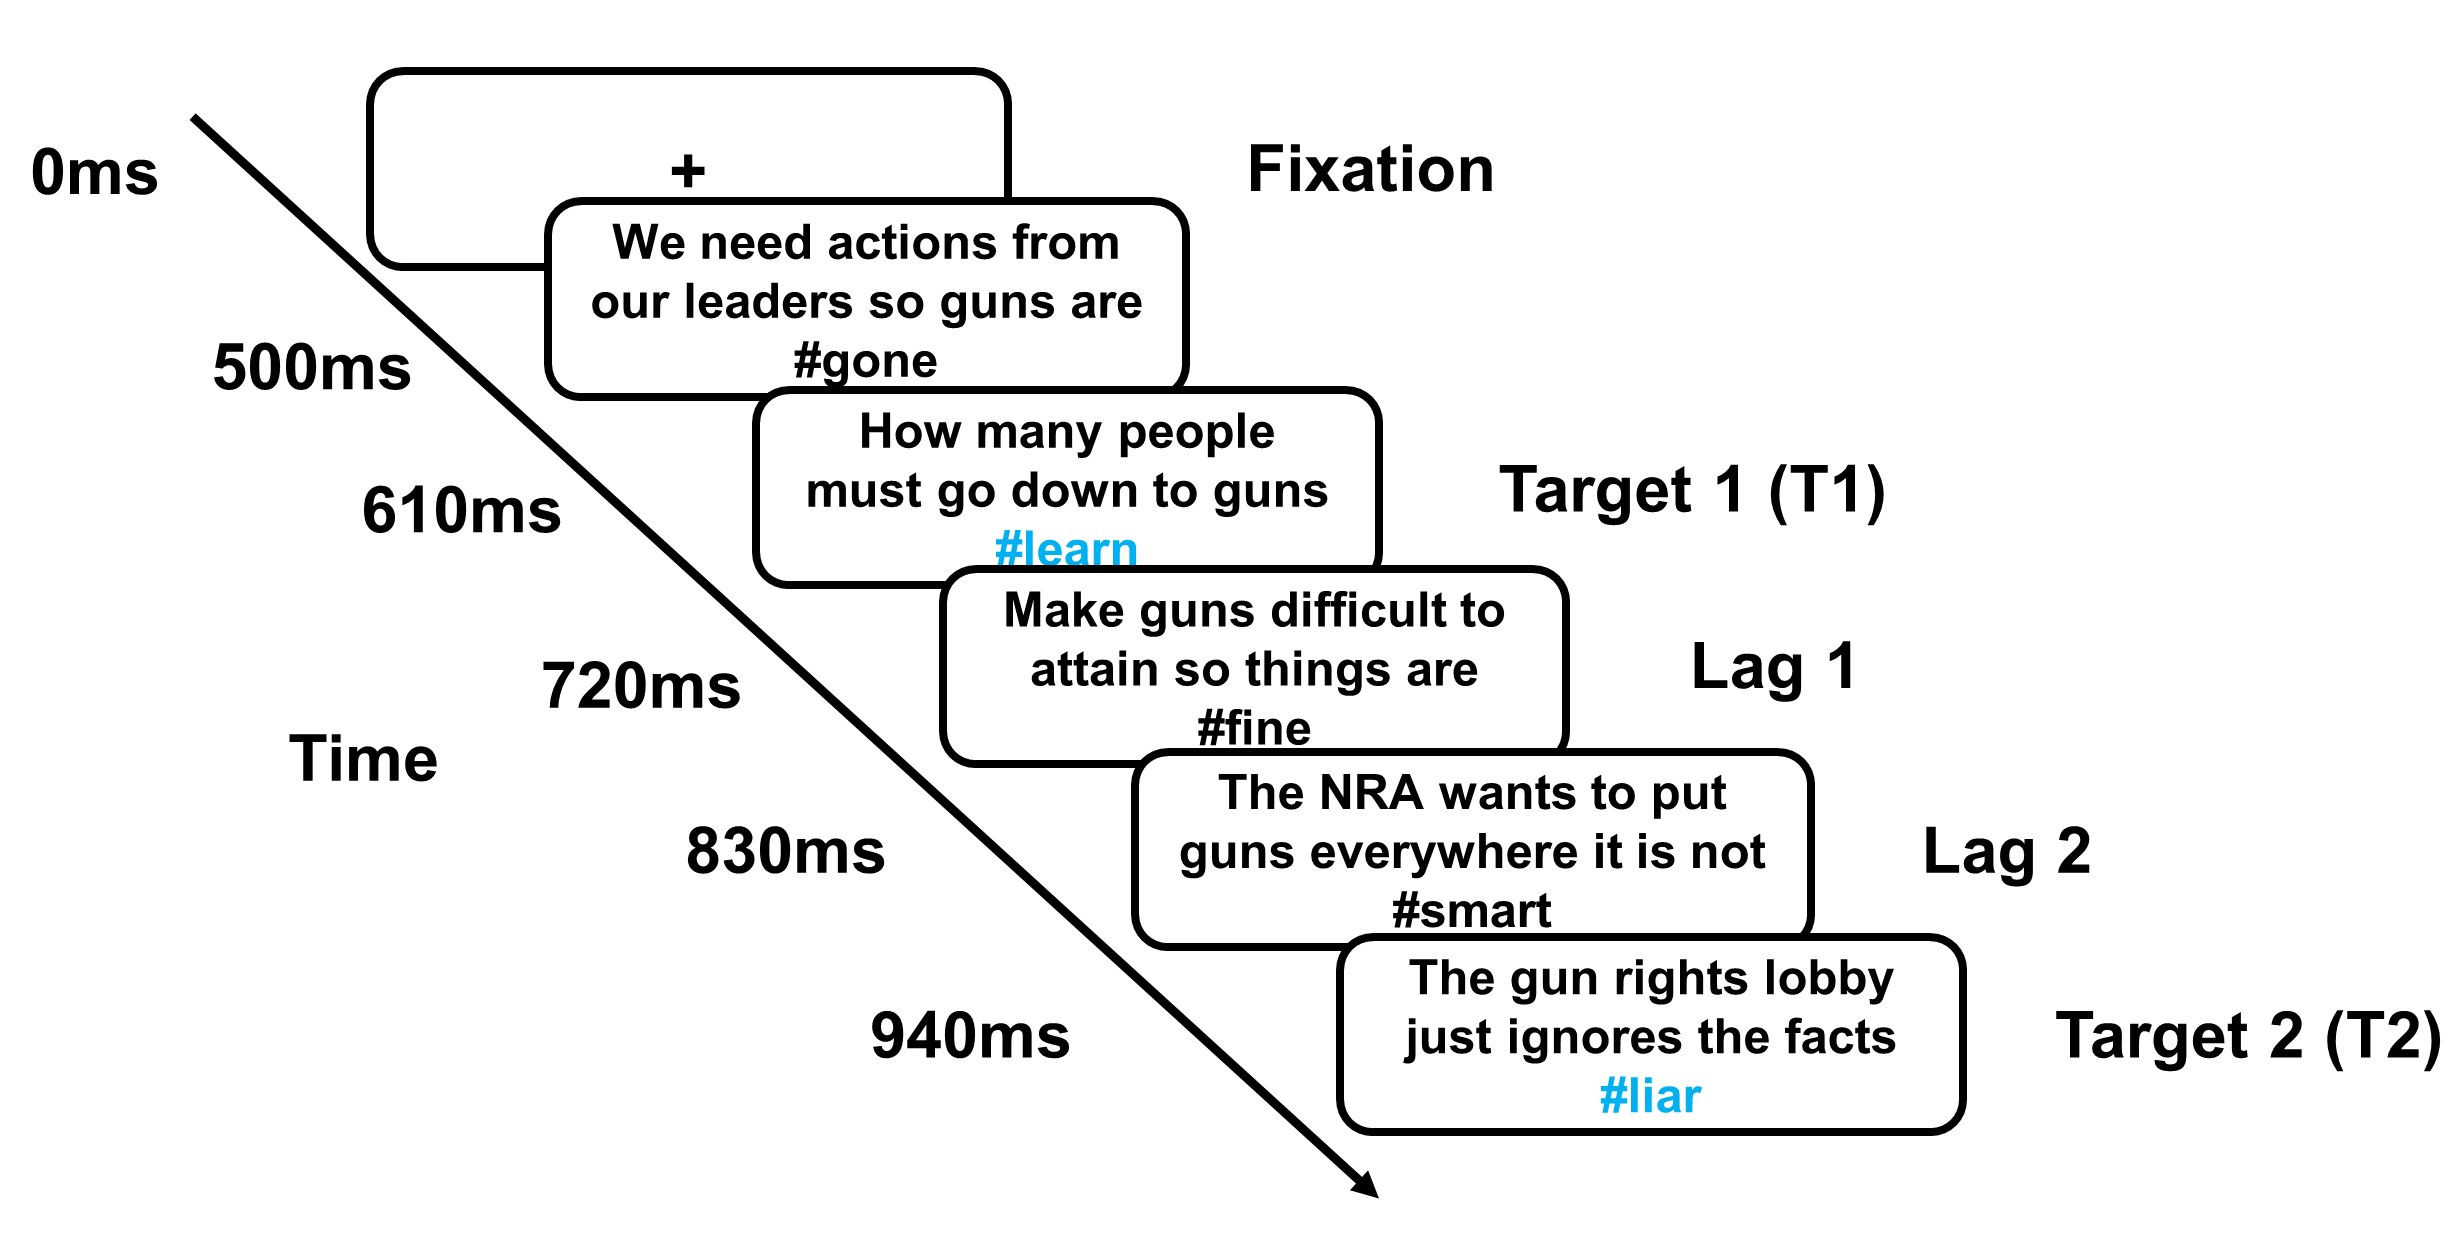 0ms
+
Fixation
We need actions from
our leaders so guns are
#gone
500ms
How many people
must go down to guns
#learn
610ms
Target 1 (T1)
Make guns difficult to
attain so things are
#fine
720ms
Lag 1
Time
The NRA wants to put
guns everywhere it is not
#smart
830ms
Lag 2
The gun rights lobby
just ignores the facts
#liar
940ms
Target 2 (T2)